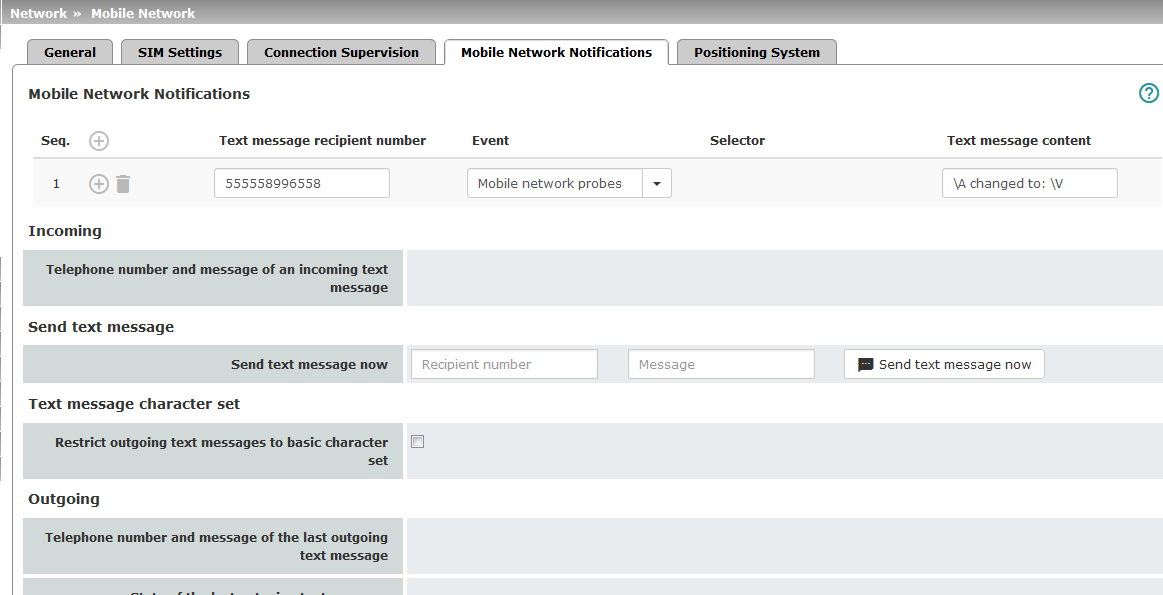 Network » Mobile Network
General SIM Settings Connection Supervision Mobile Network Notifications Positioning System
Mobile Network Notifications ?
Seq. Text message recipient number Event Selector Text message content
1 555558996558 Mobile network probes \A changed to: \V
Incoming
Telephone number and message of an incoming text
message
Send text message
Send text message now Recipient number Message Send text message now
Text message character set
Restrict outgoing text messages to basic character
set
Outgoing
Telephone number and message of the last outgoing
text message